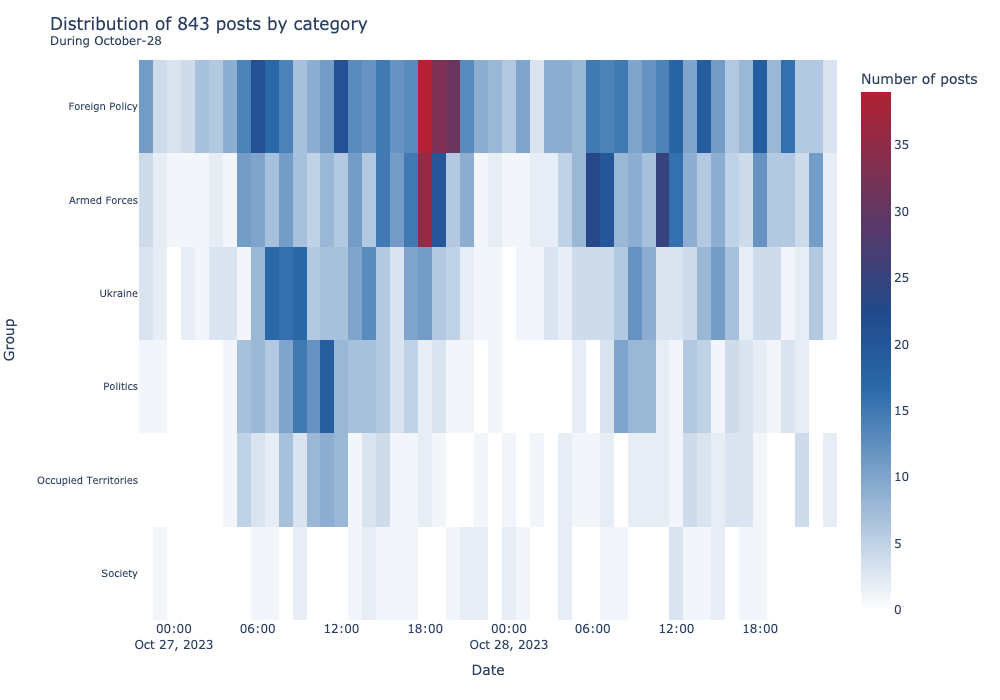 Distribution of 843 posts by category
During October-28
Number of posts
Foreign Policy
Armed Forces
Ukraine
Politics
Occupied Territories
Society
Group
35
30
25
20
15
10
5
0
00:00 06:00 12:00 18:00 00:00 06:00 12:00 18:00
Oct 27, 2023 Oct 28, 2023
Date